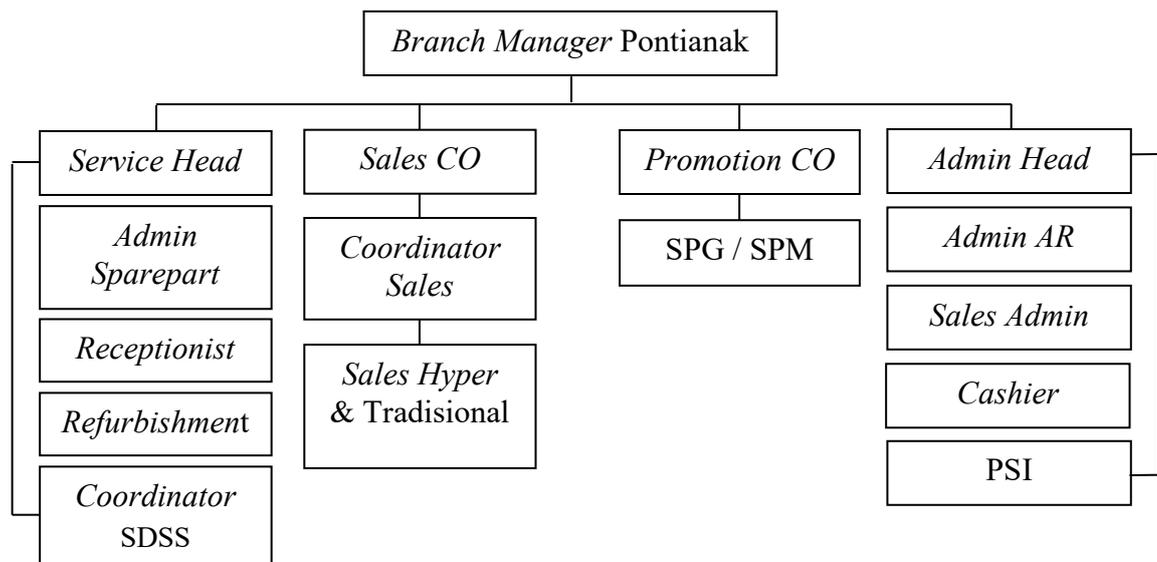 Branch Manager Pontianak
Service Head
Sales CO
Promotion CO
Admin Head
Admin
Sparepart
Coordinator
Sales
SPG / SPM
Admin AR
Receptionist
Sales Hyper
& Tradisional
Sales Admin
Refurbishment
Cashier
Coordinator
SDSS
PSI